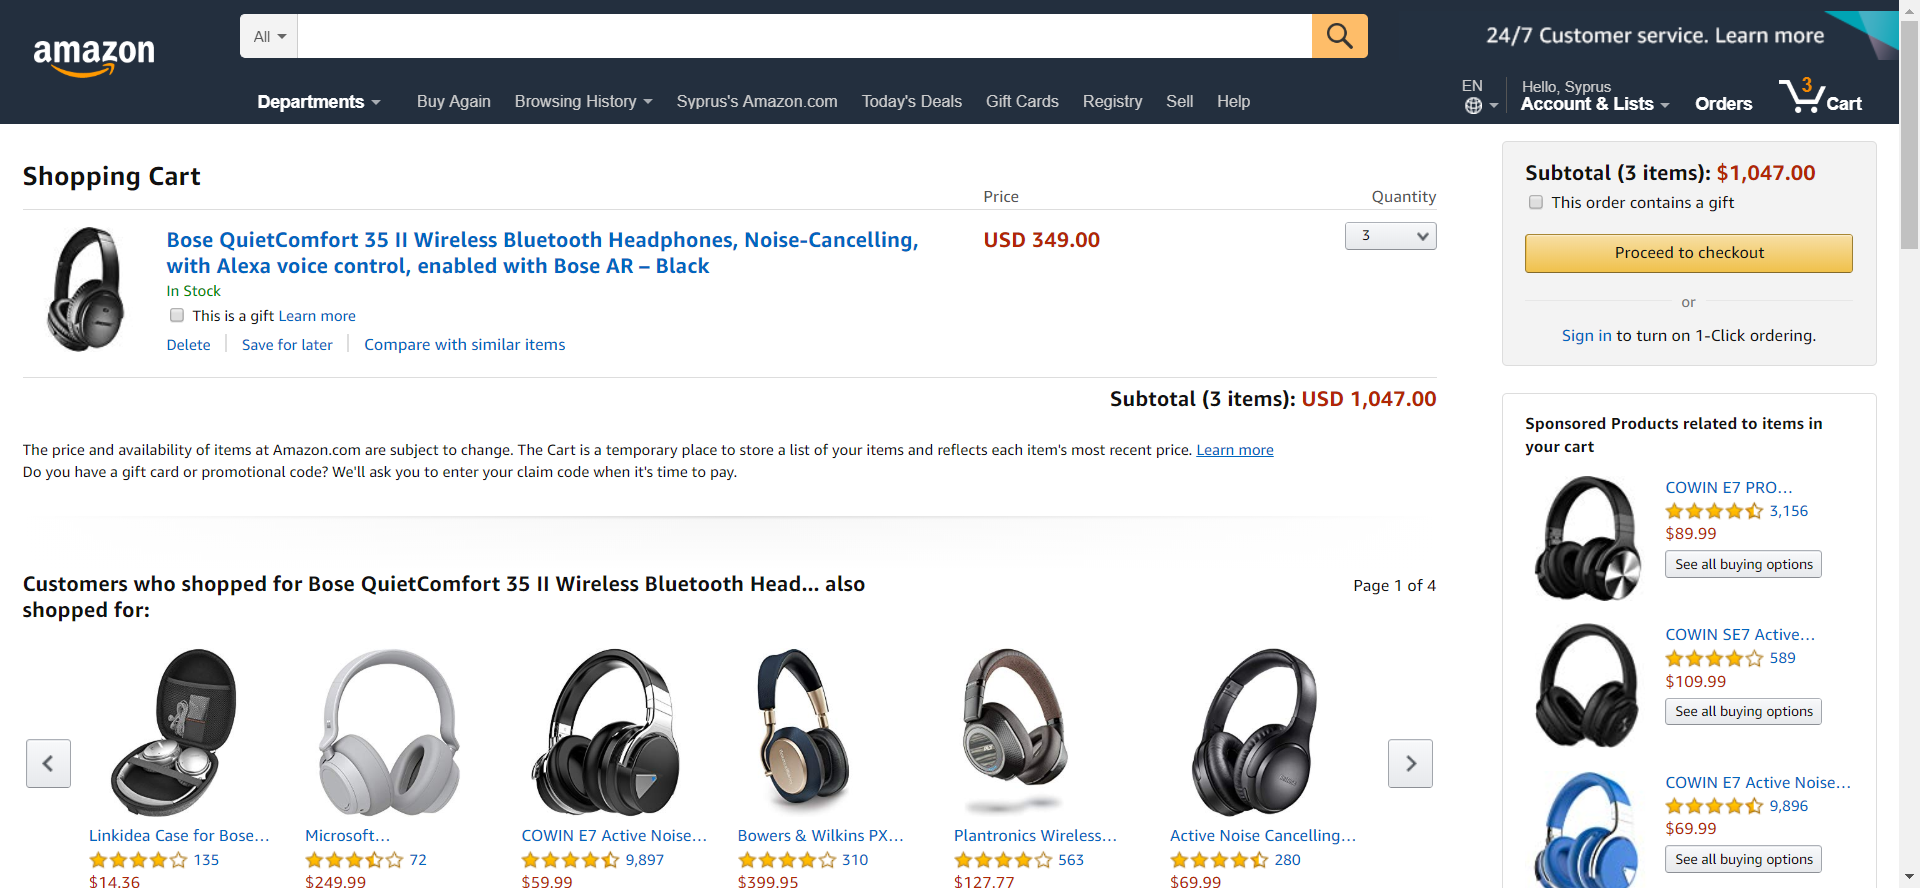 All
24/7 Customer service. Learn more
amazon
Departments Buy Again Browsing History Syprus's Amazon.com Today's Deals Gift Cards Registry Sell Help
EN
Hello, Syprus
Account & Lists
Orders
3
Cart
Shopping Cart
Price
Quantity
Bose QuietComfort 35 II Wireless Bluetooth Headphones, Noise-Cancelling,
with Alexa voice control, enabled with Bose AR – Black
USD 349.00
3
In Stock
This is a gift Learn more
Delete Save for later Compare with similar items
Subtotal (3 items): USD 1,047.00
The price and availability of items at Amazon.com are subject to change. The Cart is a temporary place to store a list of your items and reflects each item's most recent price. Learn more
Do you have a gift card or promotional code? We'll ask you to enter your claim code when it's time to pay.
Subtotal (3 items): $1,047.00
This order contains a gift
Proceed to checkout
or
Sign in to turn on 1-Click ordering.
Sponsored Products related to items in
your cart
COWIN E7 PRO…
3,156
$89.99
See all buying options
COWIN SE7 Active…
589
$109.99
See all buying options
COWIN E7 Active Noise…
9,896
$69.99
See all buying options
Customers who shopped for Bose QuietComfort 35 II Wireless Bluetooth Head... also
shopped for:
Page 1 of 4
Linkidea Case for Bose…
135
$14.36
Microsoft…
72
$249.99
COWIN E7 Active Noise…
9,897
$59.99
Bowers & Wilkins PX…
310
$399.95
Plantronics Wireless…
563
$127.77
Active Noise Cancelling…
280
$69.99